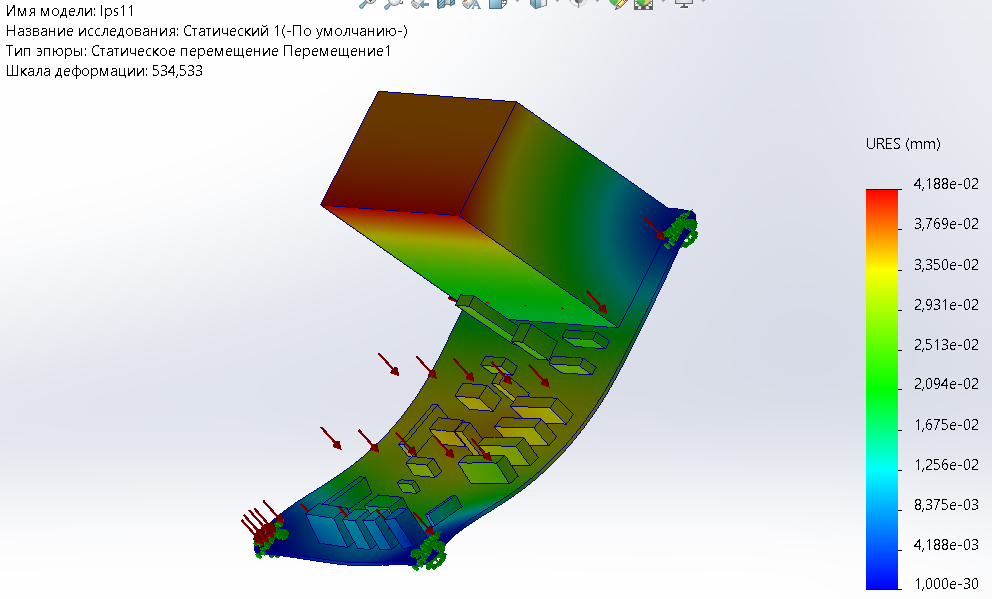 Имя модели: lps11
Название исследования: Статический 1(-По умолчанию-)
Тип эпюры: Статическое перемещение Перемещение1
Шкала деформации: 534,533
URES (mm)
4,188e-02
3,769e-02
3,350e-02
2,931e-02
2,513e-02
2,094e-02
1,675e-02
1,256e-02
8,375e-03
4,188e-03
1,000e-30